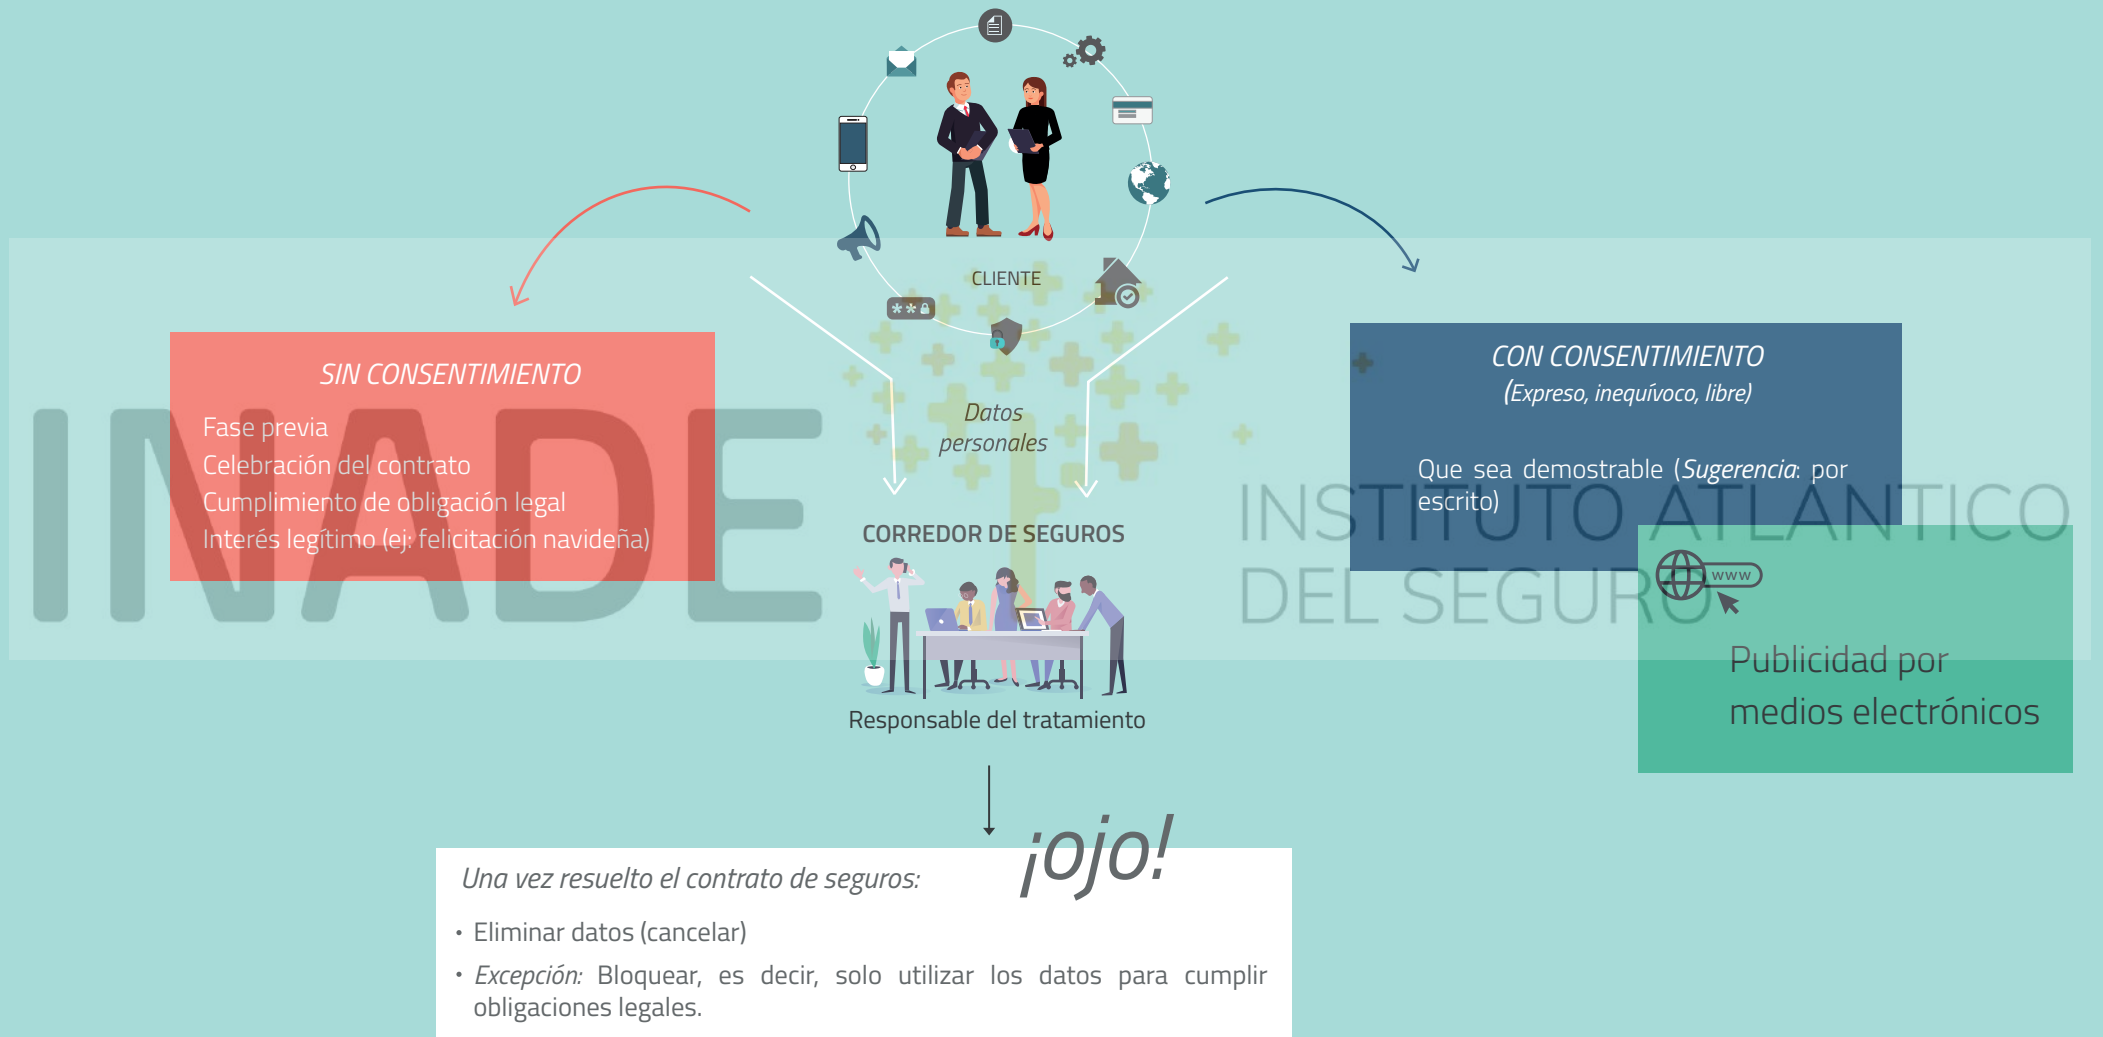 CLIENTE
**
Datos
personales
SIN CONSENTIMIENTO
Fase previa
Celebración del contrato
Cumplimiento de obligación legal
Interés legítimo (ej: felicitación navideña)
CON CONSENTIMIENTO
(Expreso, inequívoco, libre)
Que sea demostrable (Sugerencia: por
escrito)
www
Publicidad por
medios electrónicos
CORREDOR DE SEGUROS
Responsable del tratamiento
¡ojo!
Una vez resuelto el contrato de seguros:
• Eliminar datos (cancelar)
• Excepción: Bloquear, es decir, solo utilizar los datos para cumplir
obligaciones legales.
INADE
INSTITUTO ATLANTICO
DEL SEGURO